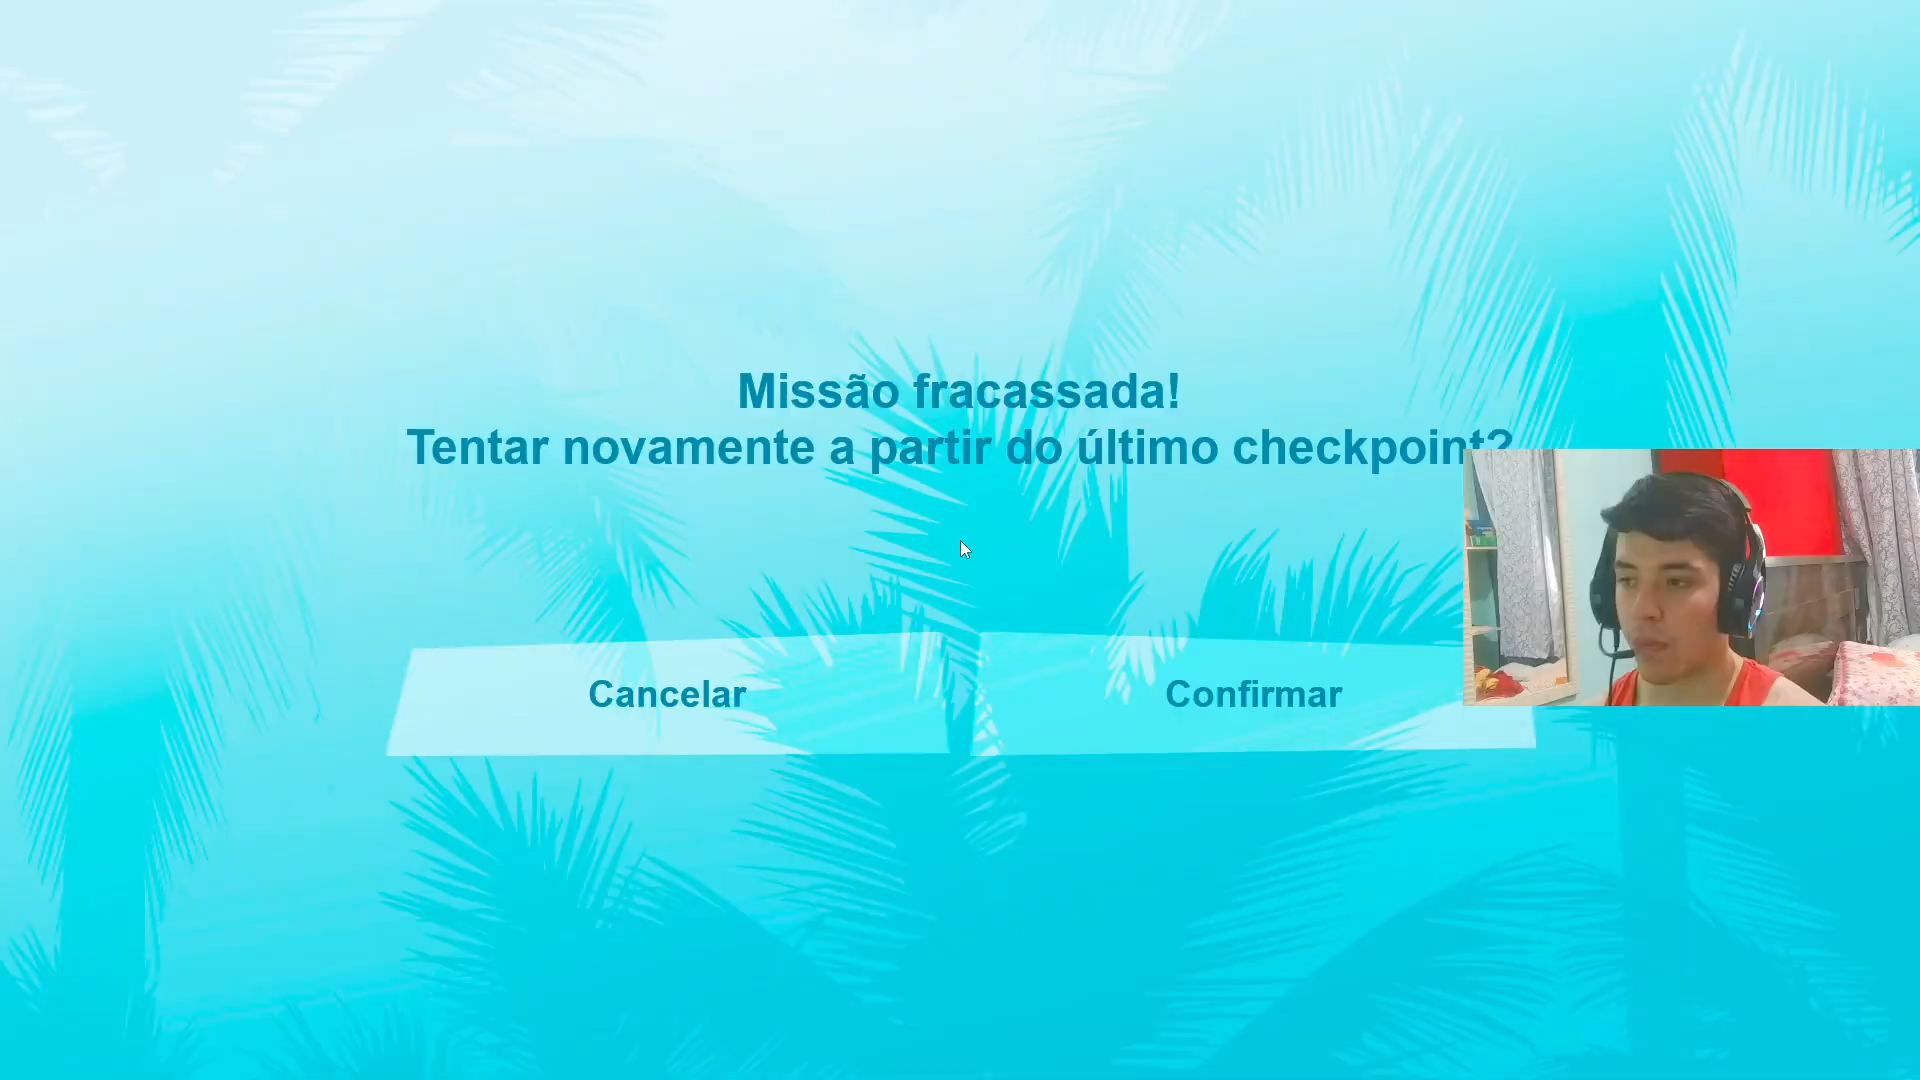 Missão fracassada!
Tentar novamente a partir do último checkpoint?
Cancelar
Confirmar